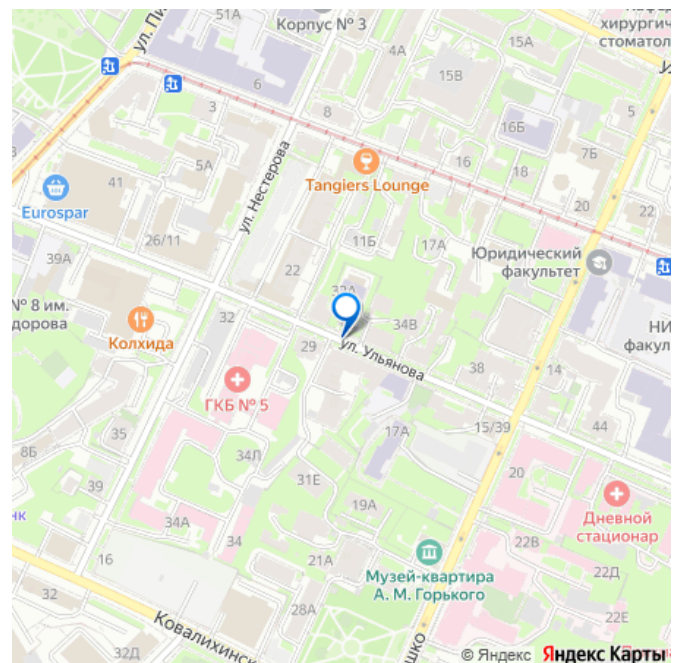 51А
ул. Пи
Корпус № 3
хирургич
стоматол
4А
15А
15В
6
3
8
16Б
5
7Б
5А
41
ул. Нестерова
16
18
Tangiers Lounge
Eurospar
20
22
26/11
11Б
17А
Юридический
факультет
39А
22
32А
№ 8 им.
дорова
Колхида
32
29
34В
ул. Ульянова
НИ
факул
38
14
ГКБ № 5
17А
15/39
44
35
8Б
34Л
31Е
20
39
нк
19А
Дневной
стационар
34А
34
22В
16
21А
Музей-квартира
А. М. Горького
22Д
32
28А
22Е
Ковалихинск
32Д
шко
© Яндекс Яндекс Карты